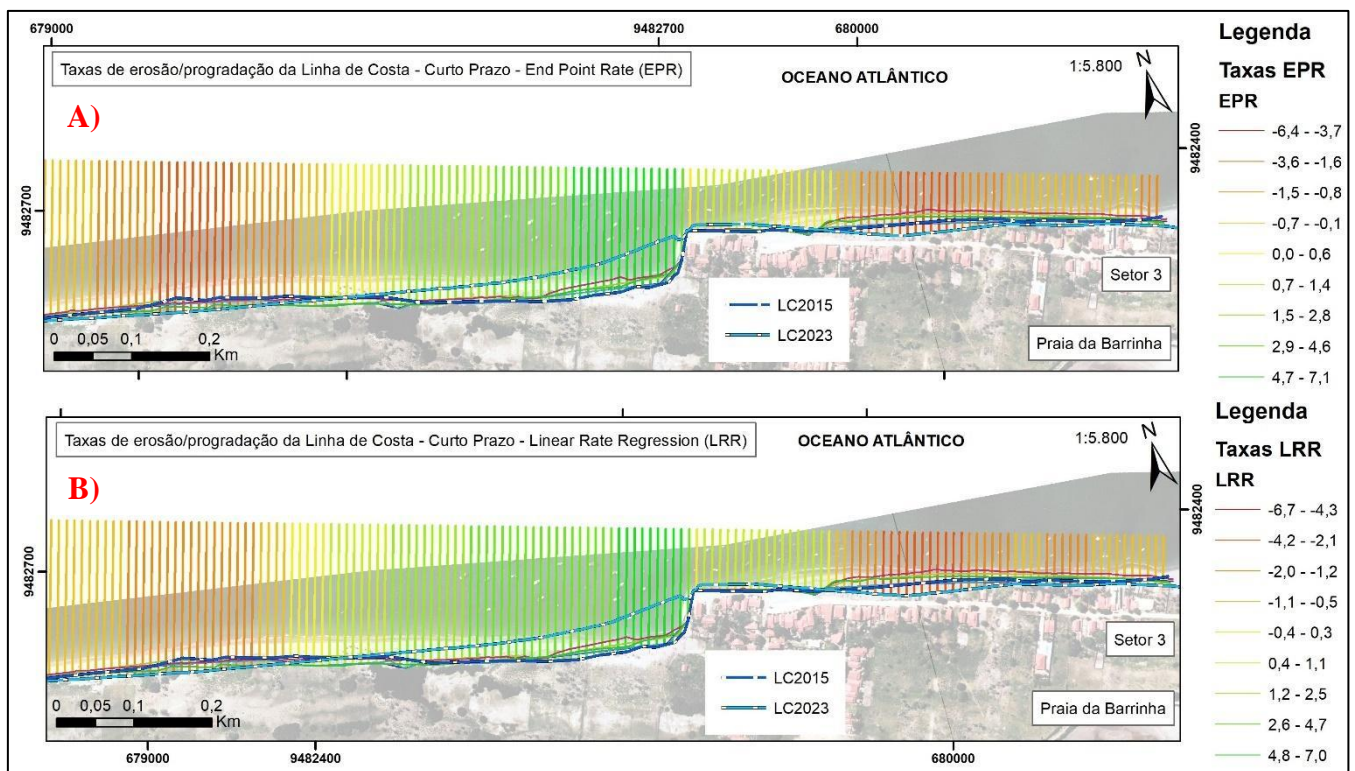 679000
9482700
680000
Taxas de erosão/progradação da Linha de Costa - Curto Prazo - End Point Rate (EPR)
OCEANO ATLÂNTICO
1:5.800
N
A)
9482400
9482700
Setor 3
LC2015
LC2023
Praia da Barrinha
0 0,05 0,1 0,2
Km
Legenda
Taxas EPR
EPR
-6,4 - -3,7
-3,6 - -1,6
-1,5 - -0,8
-0,7 - -0,1
0,0 - 0,6
0,7 - 1,4
1,5 - 2,8
2,9 - 4,6
4,7 - 7,1
Taxas de erosão/progradação da Linha de Costa - Curto Prazo - Linear Rate Regression (LRR)
OCEANO ATLÂNTICO
1:5.800
N
B)
9482400
9482700
Setor 3
LC2015
LC2023
Praia da Barrinha
0 0,05 0,1 0,2
Km
679000
9482400
680000
Legenda
Taxas LRR
LRR
-6,7 - -4,3
-4,2 - -2,1
-2,0 - -1,2
-1,1 - -0,5
-0,4 - 0,3
0,4 - 1,1
1,2 - 2,5
2,6 - 4,7
4,8 - 7,0